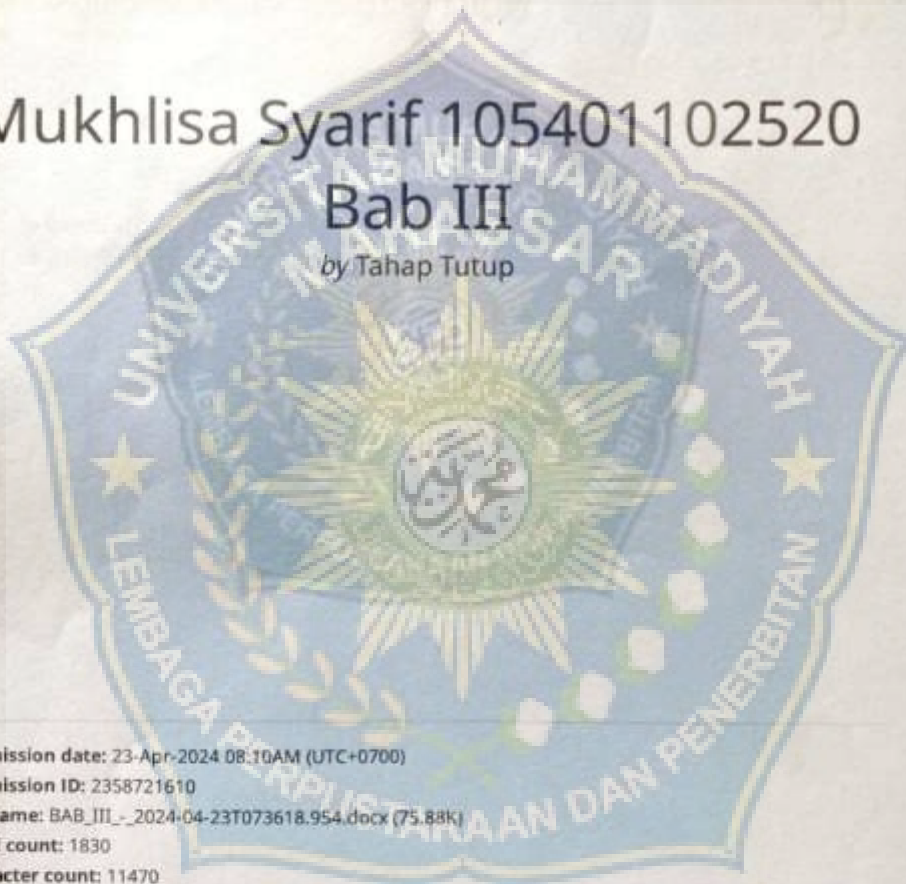 Mukhlisa Syarif 105401102520
Bab III
by Tahap Tutup
UNIVERSITAS MUHAMMADIYAH
MAKASSAR
LEMBAGA PERPUSTAKAAN DAN PENERBITAN
ission date: 23-Apr-2024 08:10AM (UTC+0700)
ission ID: 2358721610
ame: BAB_III_-_2024-04-23T073618.954.docx (75.88K)
count: 1830
acter count: 11470